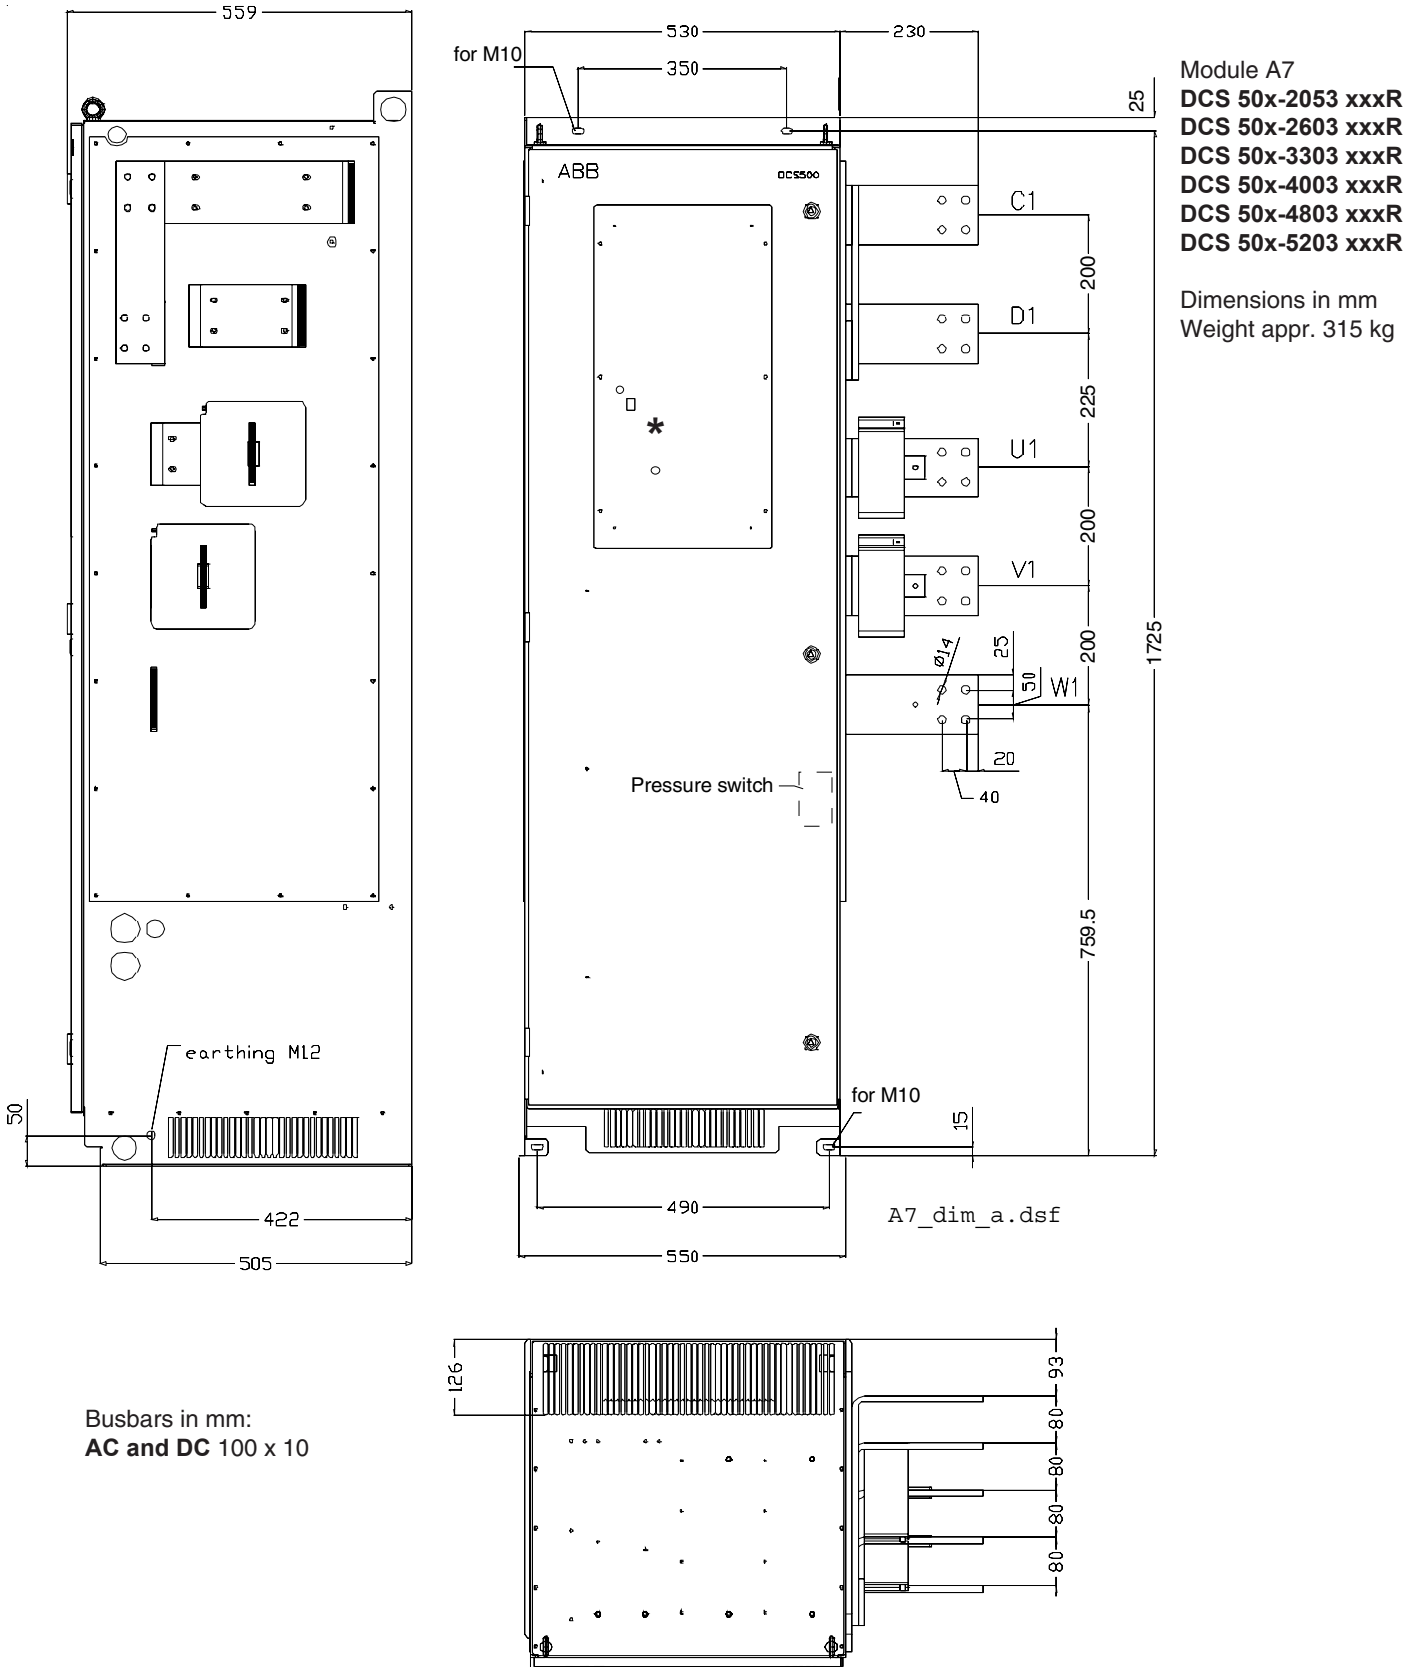 559
530
230
for M10
350
25
Module A7
DCS 50x-2053 xxxR
DCS 50x-2603 xxxR
DCS 50x-3303 xxxR
DCS 50x-4003 xxxR
DCS 50x-4803 xxxR
DCS 50x-5203 xxxR
Dimensions in mm
Weight appr. 315 kg
ABB
DCS500
C1
200
D1
225
*
U1
200
V1
200
1725
Ø14
25
50
W1
20
40
Pressure switch
759.5
earthing M12
50
for M10
15
422
490
A7_dim_a.dsf
505
550
126
93
80
80
80
80
Busbars in mm:
AC and DC 100 x 10